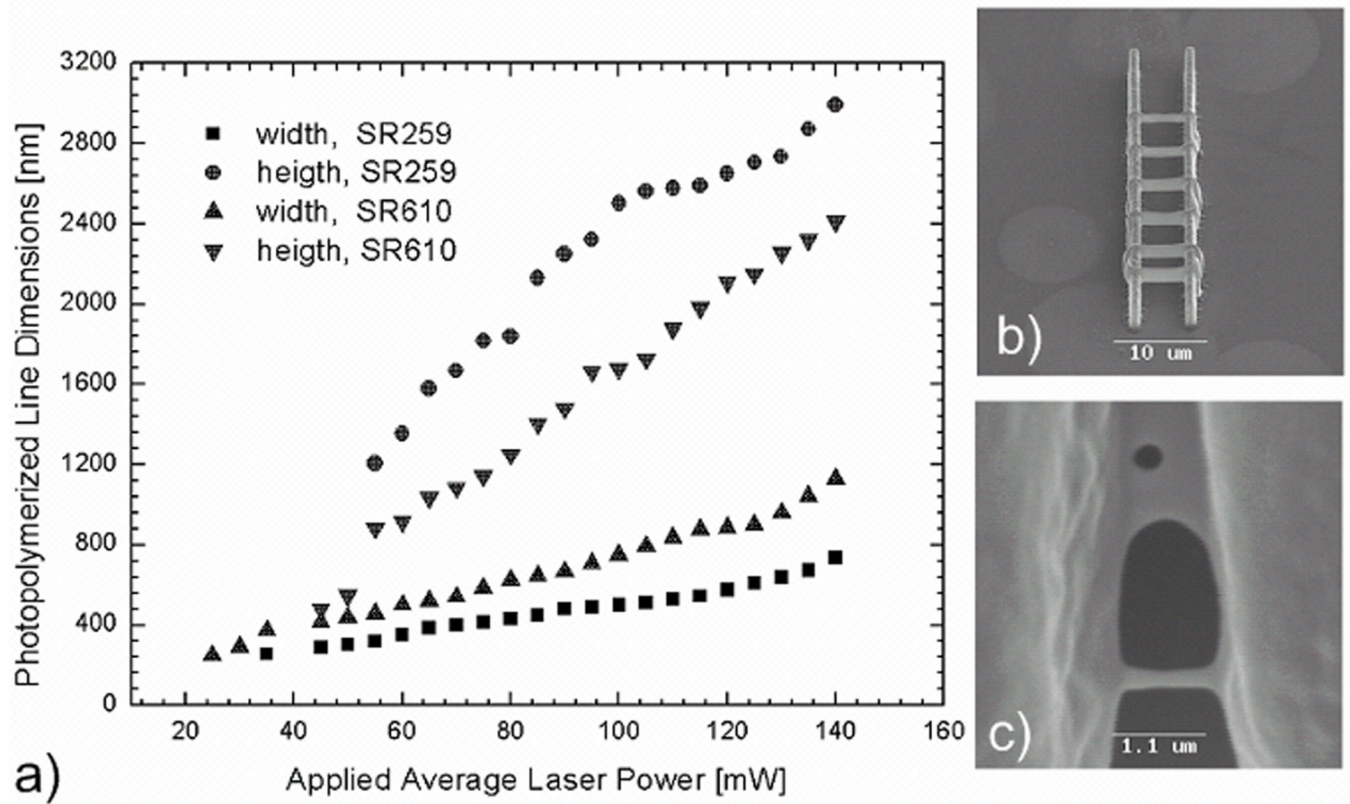 3200
2800
2400
2000
1600
1200
800
400
0
Photopolymerized Line Dimensions [nm]
width, SR259
heigth, SR259
width, SR610
heigth, SR610
20 40 60 80 100 120 140 160
Applied Average Laser Power [mW]
a)
b)
10 um
c)
1.1 um